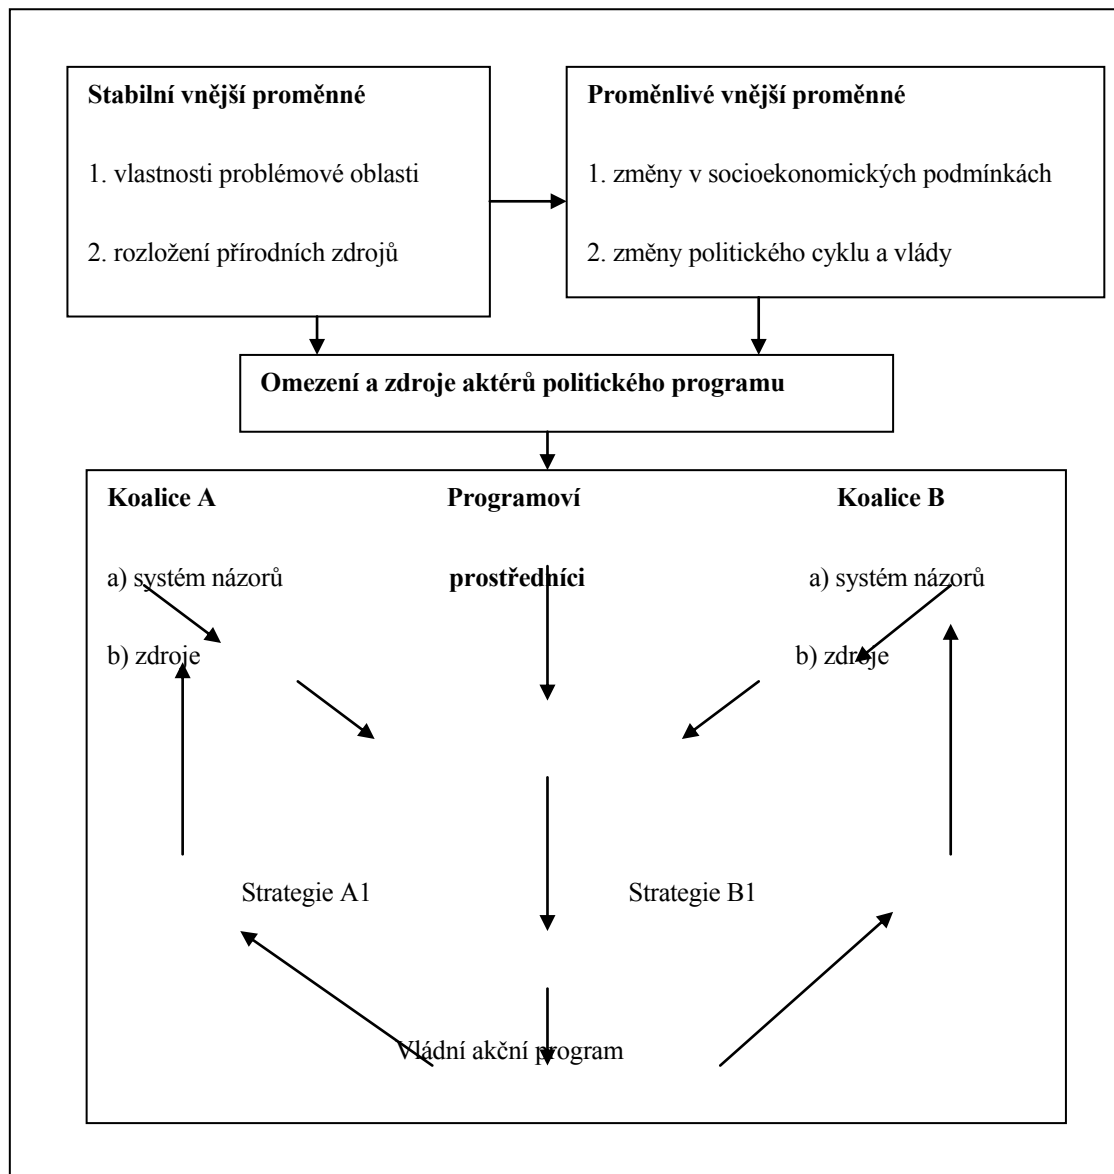 Stabilní vnější proměnné
1. vlastnosti problémové oblasti
2. rozložení přírodních zdrojů
Proměnlivé vnější proměnné
1. změny v socioekonomických podmínkách
2. změny politického cyklu a vlády
Omezení a zdroje aktérů politického programu
Koalice A
Programoví
Koalice B
a) systém názorů
prostředníci
a) systém názorů
b) zdroje
b) zdroje
Strategie A1
Strategie B1
Vládní akční program